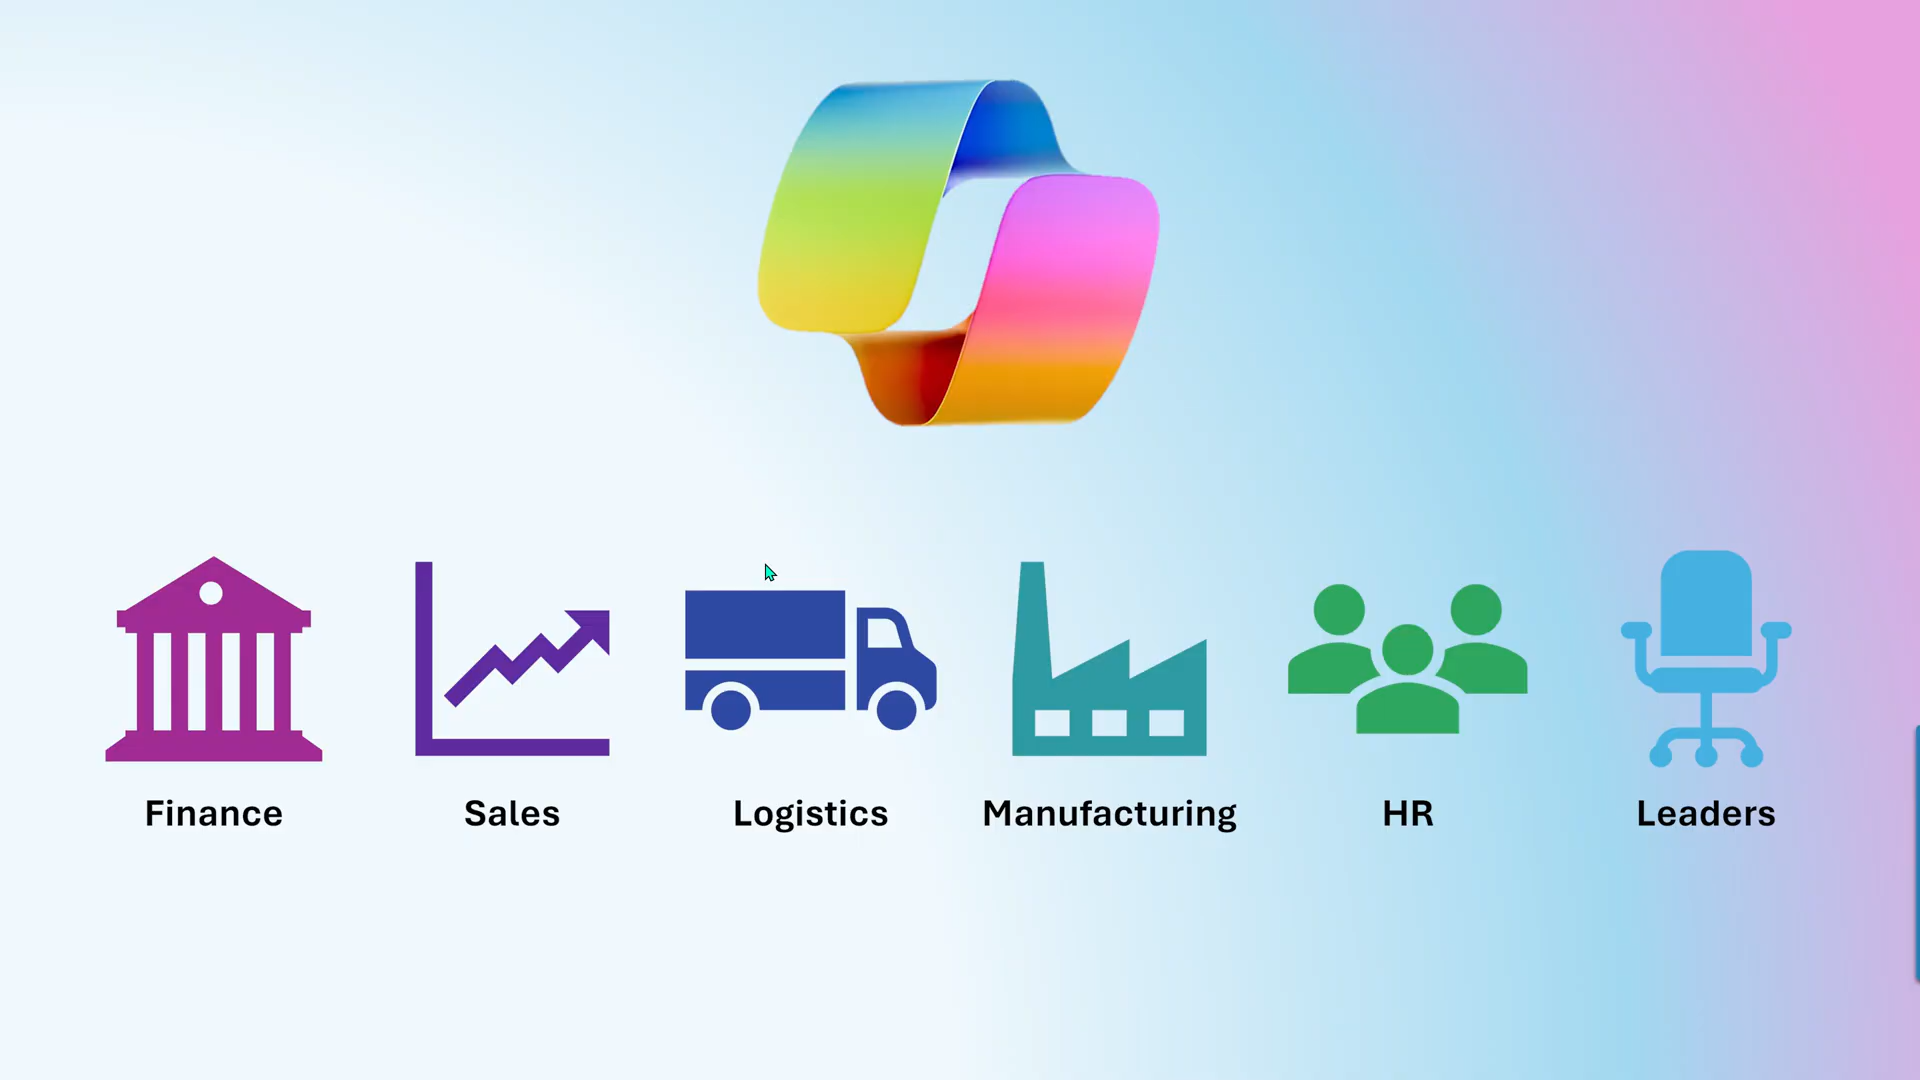 Finance
Sales
Logistics
Manufacturing
HR
Leaders